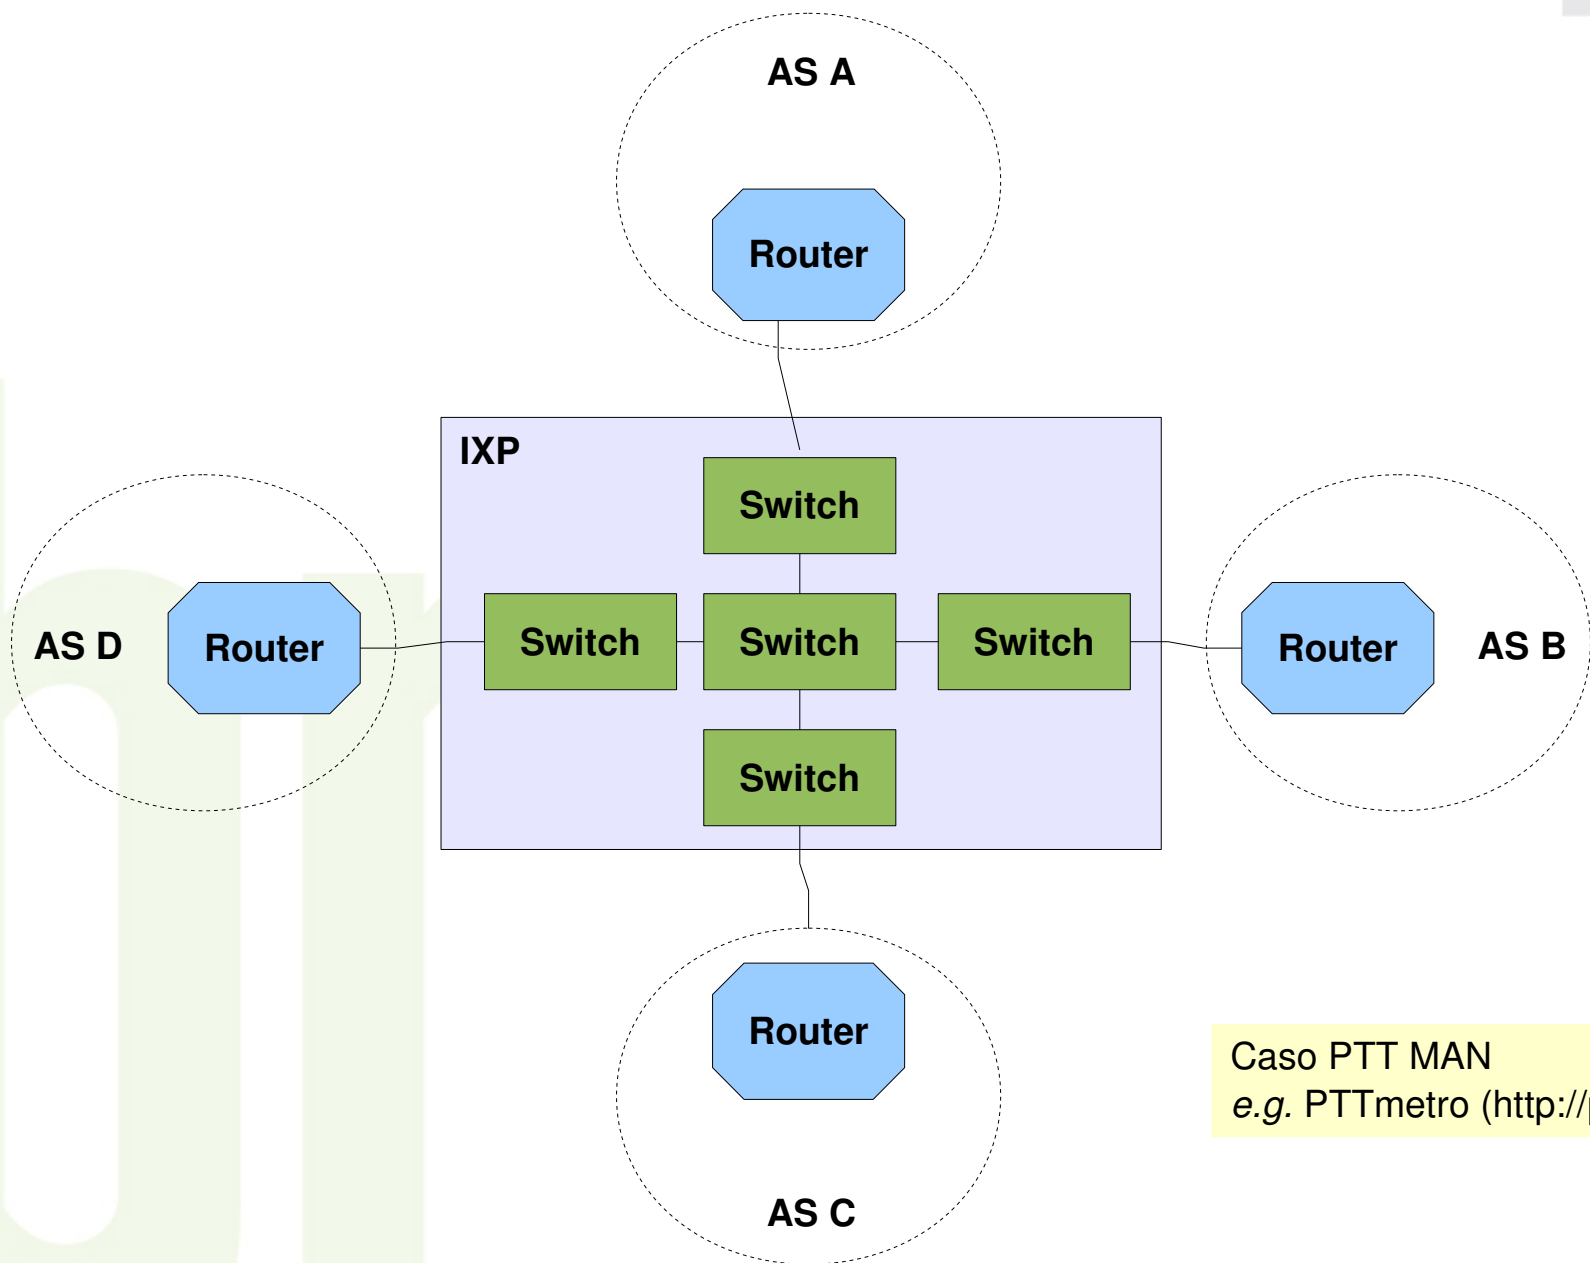 AS A
Router
IXP
Switch
AS D
Router
Switch
Switch
Switch
Router
AS B
Switch
Router
Caso PTT MAN
e.g. PTTmetro (http://
AS C